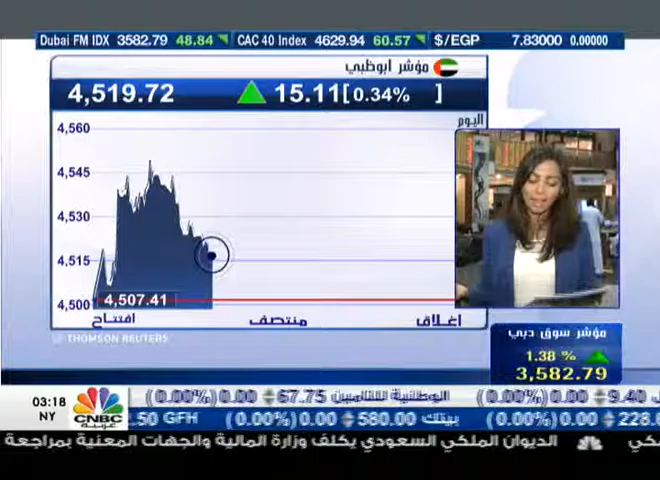 Dubai FM IDX 3582.79 48.84 CAC 40 Index 4629.94 60.57 $/EGP 7.83000 0.00000
مؤشر أبوظبي
4,519.72 15.11[0.34% ]
اليوم
4,560
4,545
4,530
4,515
4,500
4,507.41
افتتاح منتصف إغلاق
© THOMSON REUTERS
مؤشر سوق دبي
1.38 %
3,582.79
03:18
NY
CNBC
عربية
الوطنية للتأمين 67.75 0.00 (0.00%) 9.40 0.00 (0.00%)
.50 GFH (0.00%) 0.00 580.00 بيتك (0.00%) 0.00 228.0
الديوان الملكي السعودي يكلف وزارة المالية والجهات المعنية بمراجعة